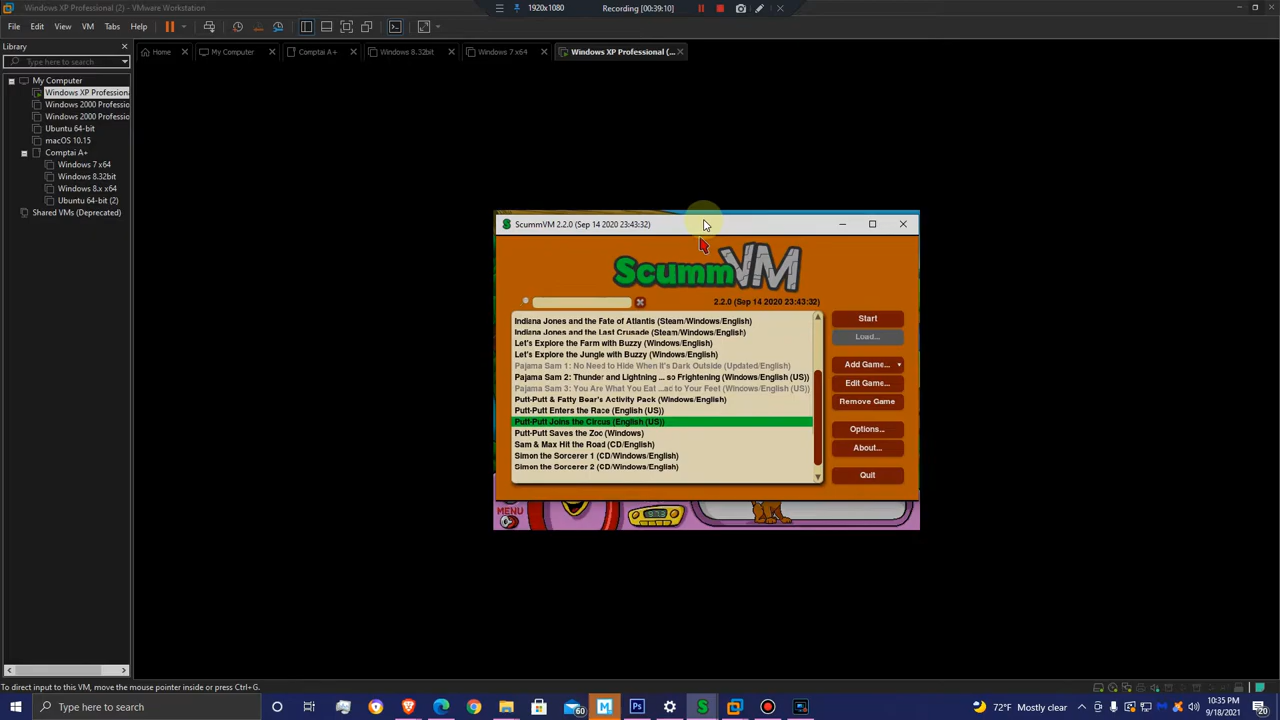 Windows XP Professional (2) - VMware Workstation
1920x1080
Recording [00:39:10]
File Edit View VM Tabs Help
Library
Type here to search
Home
My Computer
Comptai A+
Windows 8.32bit
Windows 7 x64
Windows XP Professional (...
My Computer
Windows XP Professiona
Windows 2000 Professio
Windows 2000 Professio
Ubuntu 64-bit
macOS 10.15
Comptai A+
Windows 7 x64
Windows 8.32bit
Windows 8.x x64
Ubuntu 64-bit (2)
Shared VMs (Deprecated)
ScummVM 2.2.0 (Sep 14 2020 23:43:32)
ScummVM
2.2.0 (Sep 14 2020 23:43:32)
Indiana Jones and the Fate of Atlantis (Steam/Windows/English)
Indiana Jones and the Last Crusade (Steam/Windows/English)
Let's Explore the Farm with Buzzy (Windows/English)
Let's Explore the Jungle with Buzzy (Windows/English)
Pajama Sam 1: No Need to Hide When It's Dark Outside (Updated/English)
Pajama Sam 2: Thunder and Lightning ... so Frightening (Windows/English (US))
Pajama Sam 3: You Are What You Eat ...ad to Your Feet (Windows/English (US))
Putt-Putt & Fatty Bear's Activity Pack (Windows/English)
Putt-Putt Enters the Race (English (US))
Putt-Putt Joins the Circus (English (US))
Putt-Putt Saves the Zoo (Windows)
Sam & Max Hit the Road (CD/English)
Simon the Sorcerer 1 (CD/Windows/English)
Simon the Sorcerer 2 (CD/Windows/English)
Start
Load...
Add Game...
Edit Game...
Remove Game
Options...
About...
Quit
MENU
973
To direct input to this VM, move the mouse pointer inside or press Ctrl+G.
Type here to search
60
72°F Mostly clear
10:35 PM
9/18/2021